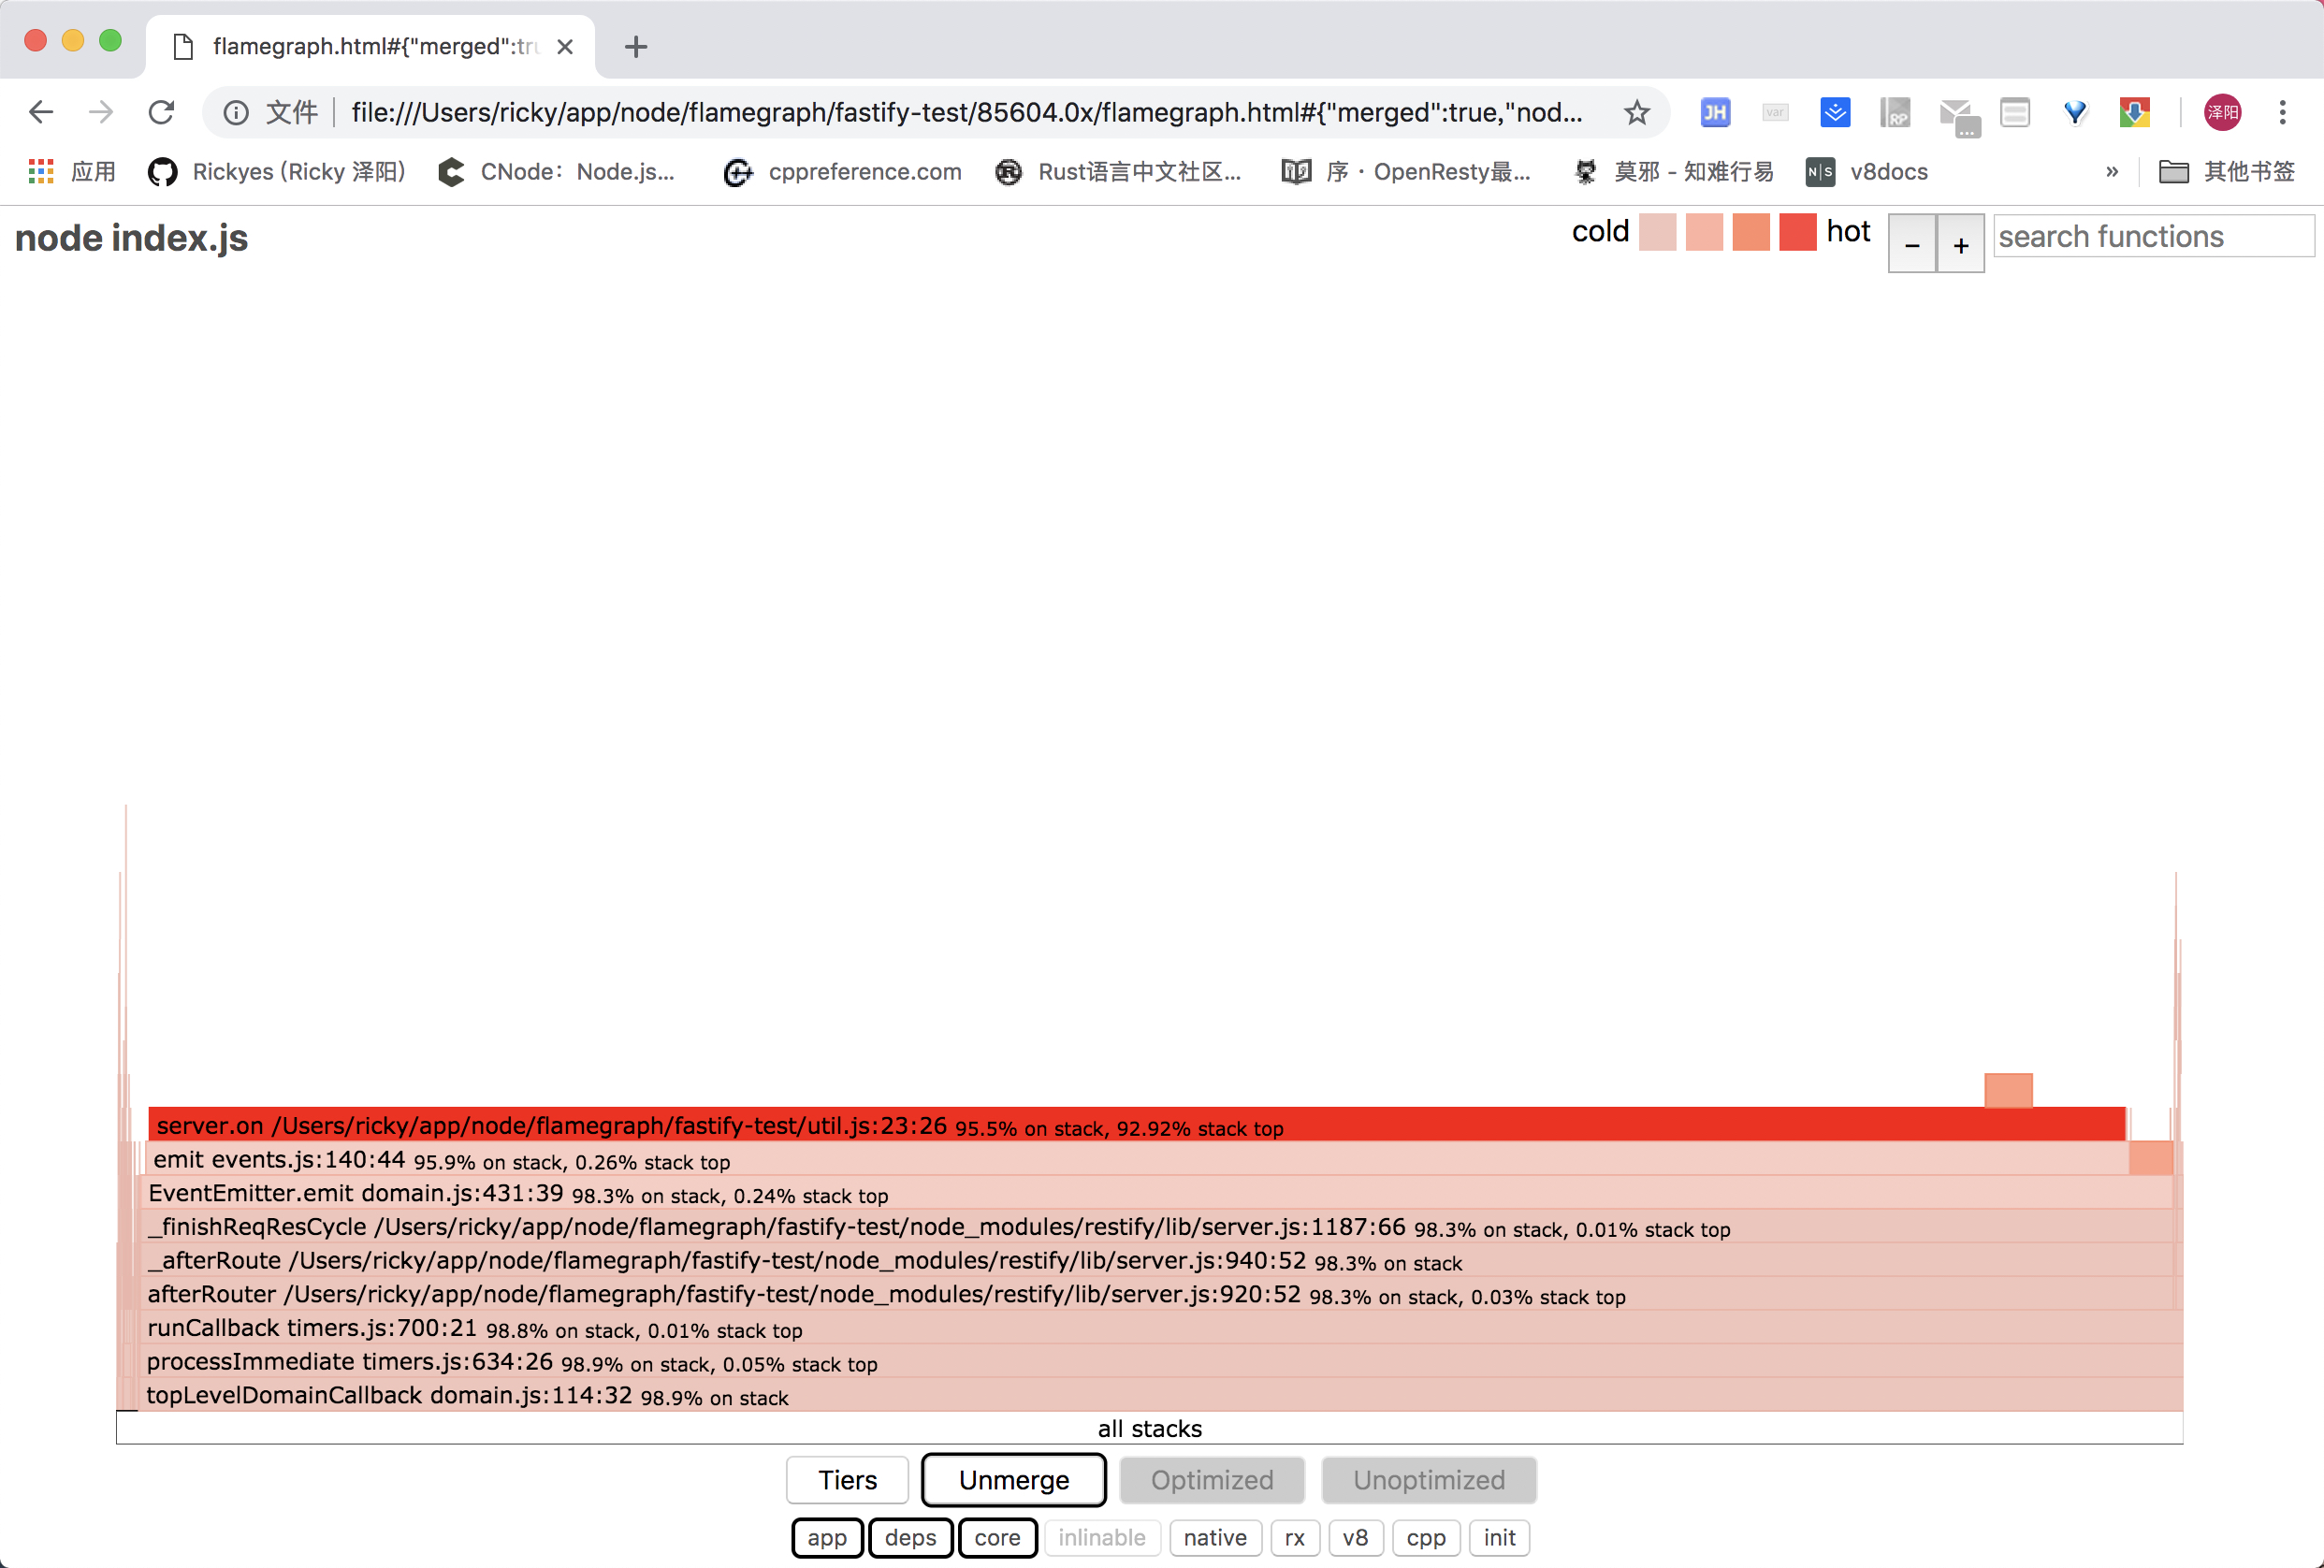 flamegraph.html#{"merged":tru
文件 file:///Users/ricky/app/node/flamegraph/fastify-test/85604.0x/flamegraph.html#{"merged":true,"nod... JH var RP 泽阳
应用 Rickyes (Ricky 泽阳) CNode：Node.js... cppreference.com Rust语言中文社区... 序 · OpenResty最... 莫邪 - 知难行易 N|S v8docs » 其他书签
node index.js cold hot - + search functions
server.on /Users/ricky/app/node/flamegraph/fastify-test/util.js:23:26 95.5% on stack, 92.92% stack top
emit events.js:140:44 95.9% on stack, 0.26% stack top
EventEmitter.emit domain.js:431:39 98.3% on stack, 0.24% stack top
_finishReqResCycle /Users/ricky/app/node/flamegraph/fastify-test/node_modules/restify/lib/server.js:1187:66 98.3% on stack, 0.01% stack top
_afterRoute /Users/ricky/app/node/flamegraph/fastify-test/node_modules/restify/lib/server.js:940:52 98.3% on stack
afterRouter /Users/ricky/app/node/flamegraph/fastify-test/node_modules/restify/lib/server.js:920:52 98.3% on stack, 0.03% stack top
runCallback timers.js:700:21 98.8% on stack, 0.01% stack top
processImmediate timers.js:634:26 98.9% on stack, 0.05% stack top
topLevelDomainCallback domain.js:114:32 98.9% on stack
all stacks
Tiers Unmerge Optimized Unoptimized
app deps core inlinable native rx v8 cpp init